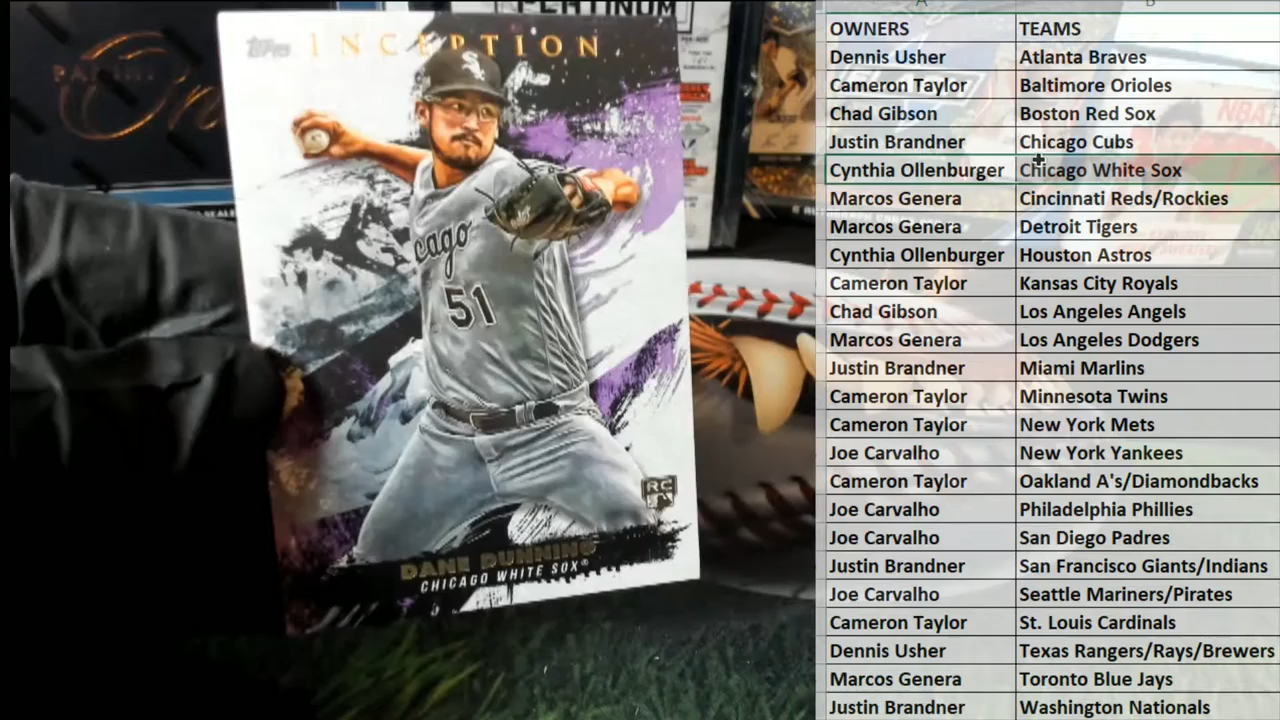 PLATINUM
Topps INCEPTION
PANINI
On
NBA
Chicago
51
RC
DANE DUNNING
CHICAGO WHITE SOX®
A B
OWNERS TEAMS
Dennis Usher Atlanta Braves
Cameron Taylor Baltimore Orioles
Chad Gibson Boston Red Sox
Justin Brandner Chicago Cubs
Cynthia Ollenburger Chicago White Sox
Marcos Genera Cincinnati Reds/Rockies
Marcos Genera Detroit Tigers
Cynthia Ollenburger Houston Astros
Cameron Taylor Kansas City Royals
Chad Gibson Los Angeles Angels
Marcos Genera Los Angeles Dodgers
Justin Brandner Miami Marlins
Cameron Taylor Minnesota Twins
Cameron Taylor New York Mets
Joe Carvalho New York Yankees
Cameron Taylor Oakland A's/Diamondbacks
Joe Carvalho Philadelphia Phillies
Joe Carvalho San Diego Padres
Justin Brandner San Francisco Giants/Indians
Joe Carvalho Seattle Mariners/Pirates
Cameron Taylor St. Louis Cardinals
Dennis Usher Texas Rangers/Rays/Brewers
Marcos Genera Toronto Blue Jays
Justin Brandner Washington Nationals